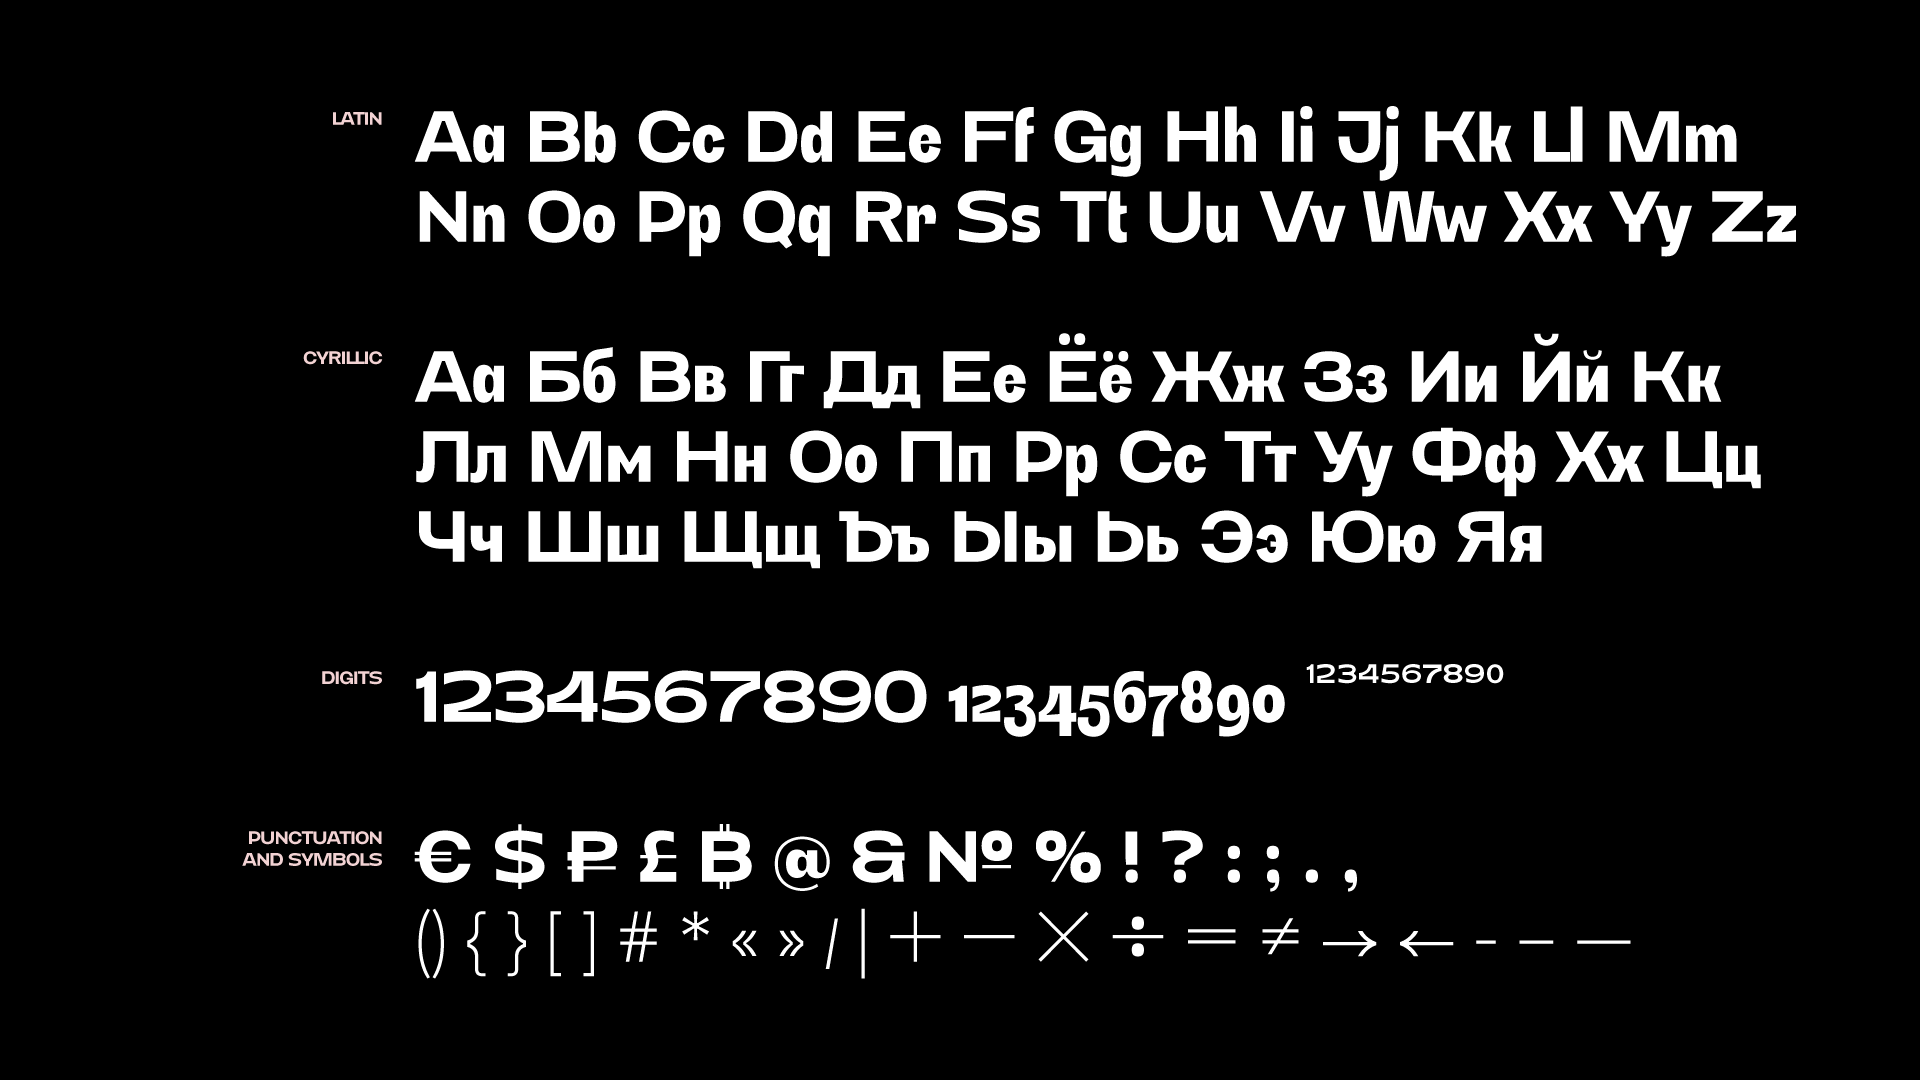 LATIN
Aa Bb Cc Dd Ee Ff Gg Hh Ii Jj Kk Ll Mm
Nn Oo Pp Qq Rr Ss Tt Uu Vv Ww Xx Yy Zz
CYRILLIC
Аа Бб Вв Гг Дд Ее Ёё Жж Зз Ии Йй Кк
Лл Мм Нн Оо Пп Рр Сс Тт Уу Фф Хх Цц
Чч Шш Щщ Ъъ Ыы Ьь Ээ Юю Яя
DIGITS
1234567890 1234567890 ¹²³⁴⁵⁶⁷⁸⁹⁰
PUNCTUATION
AND SYMBOLS
€ $ ₽ £ ₿ @ & № % ! ? : ; . ,
() { } [ ] # * « » / | + − × ÷ = ≠ → ← - – —